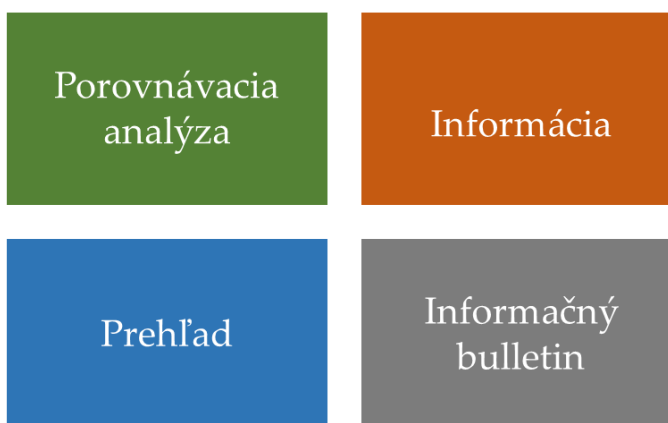 Porovnávacia
analýza
Informácia
Prehľad
Informačný
bulletin